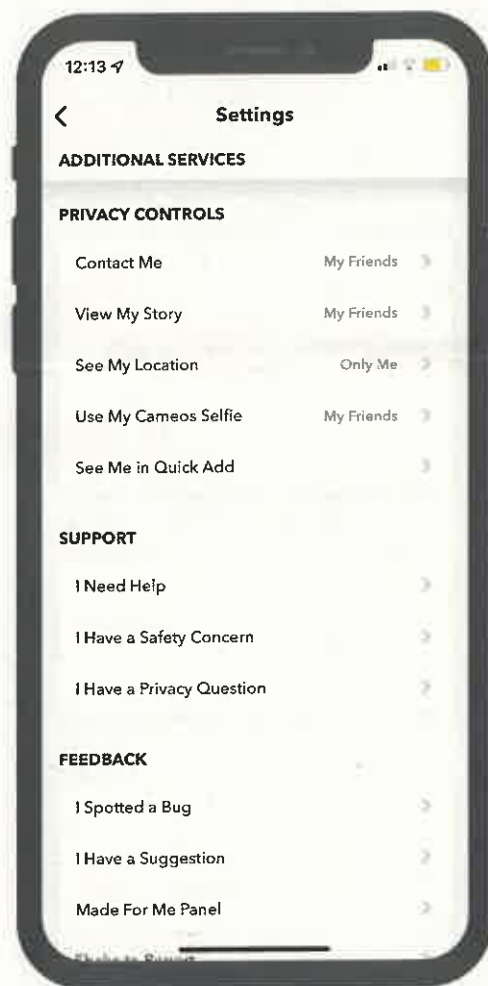 12:13
Settings
ADDITIONAL SERVICES
PRIVACY CONTROLS
Contact Me My Friends
View My Story My Friends
See My Location Only Me
Use My Cameos Selfie My Friends
See Me in Quick Add
SUPPORT
I Need Help
I Have a Safety Concern
I Have a Privacy Question
FEEDBACK
I Spotted a Bug
I Have a Suggestion
Made For Me Panel